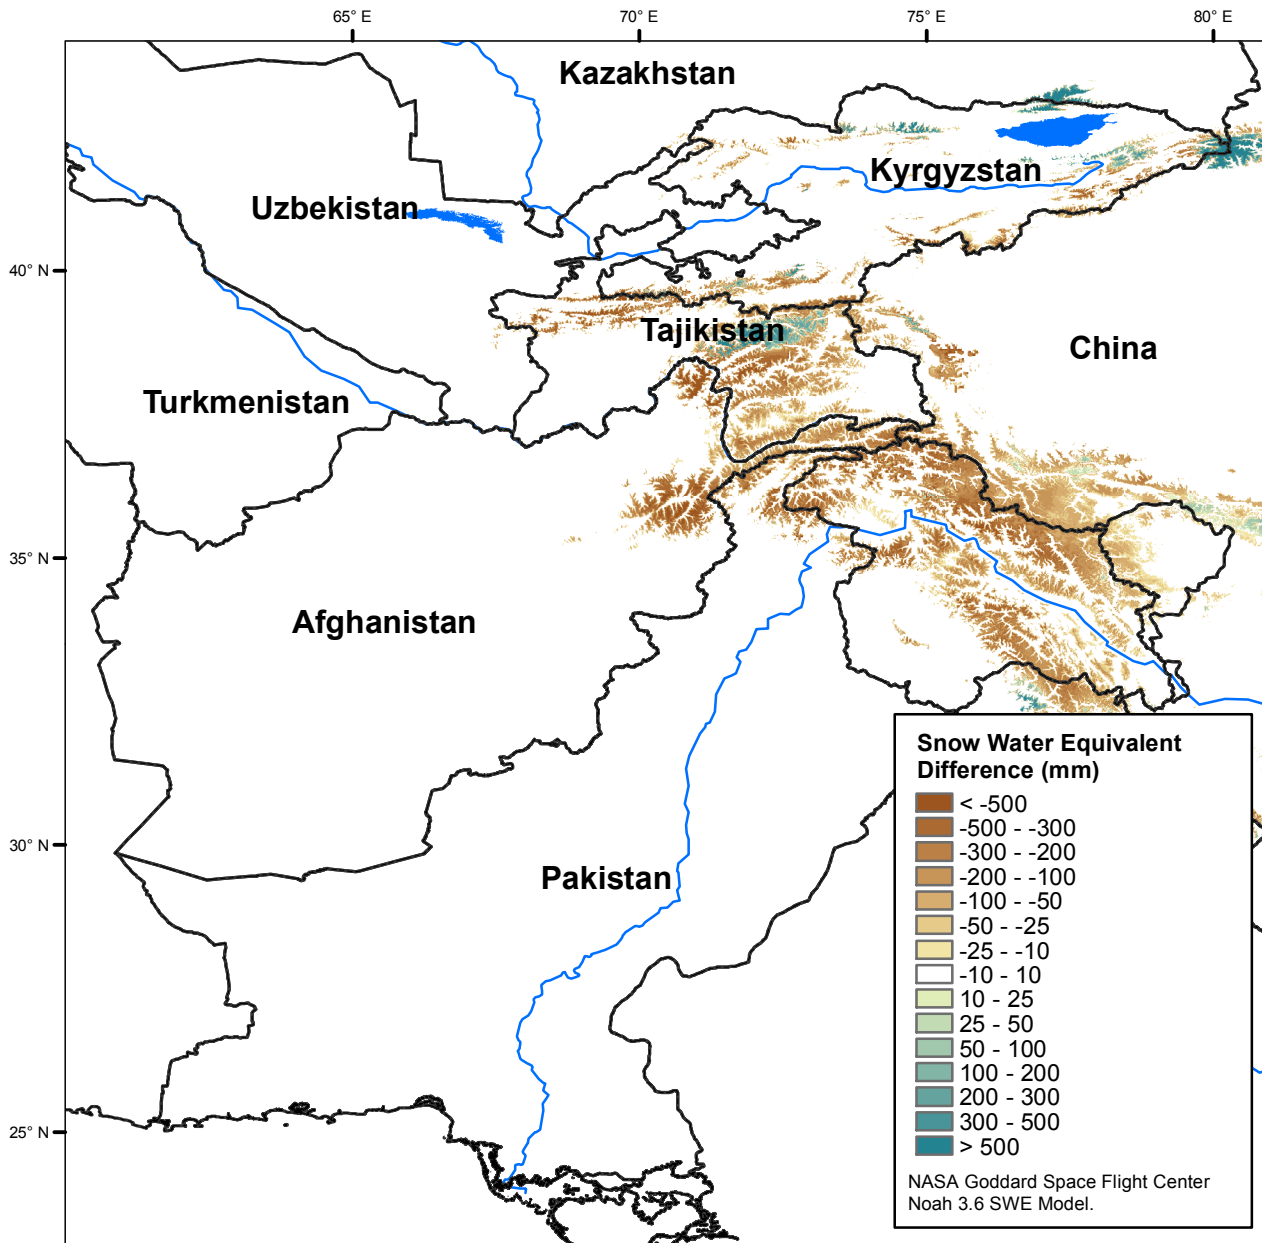 65° E
70° E
75° E
80° E
Kazakhstan
Kyrgyzstan
Uzbekistan
40° N
Tajikistan
China
Turkmenistan
35° N
Afghanistan
30° N
Pakistan
25° N
Snow Water Equivalent
Difference (mm)
< -500
-500 - -300
-300 - -200
-200 - -100
-100 - -50
-50 - -25
-25 - -10
-10 - 10
10 - 25
25 - 50
50 - 100
100 - 200
200 - 300
300 - 500
> 500
NASA Goddard Space Flight Center
Noah 3.6 SWE Model.